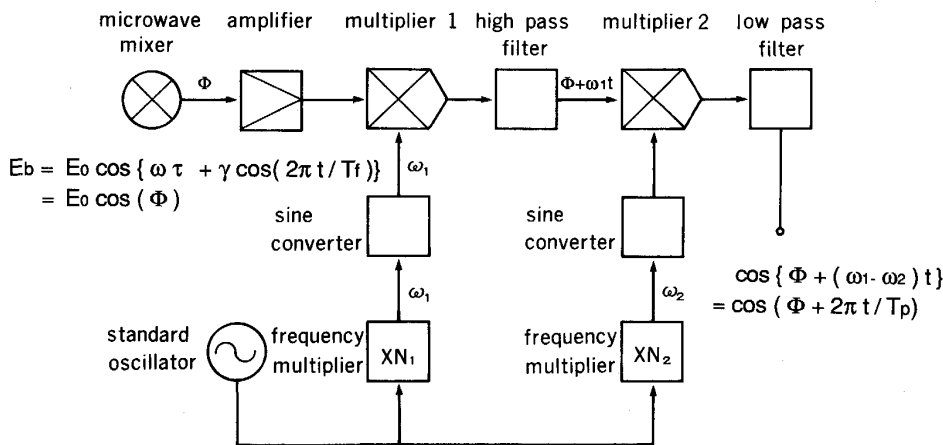 microwave mixer
amplifier
multiplier 1
high pass filter
multiplier 2
low pass filter
Φ
Φ+ω₁t
Eb = E₀ cos { ω τ + γ cos( 2π t / Tf )}
= E₀ cos ( Φ )
ω₁
sine converter
sine converter
cos { Φ + ( ω₁- ω₂ ) t }
= cos ( Φ + 2π t / Tp)
ω₁
ω₂
standard oscillator
frequency multiplier
XN₁
frequency multiplier
XN₂